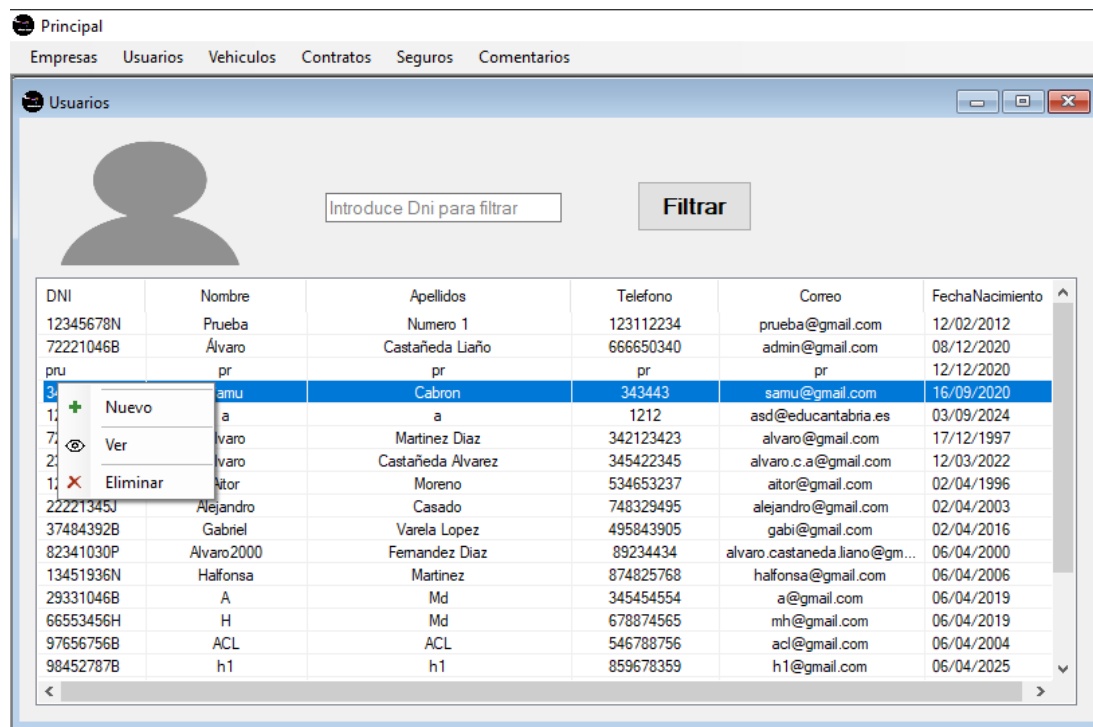 Principal
Empresas Usuarios Vehiculos Contratos Seguros Comentarios
Usuarios
Introduce Dni para filtrar Filtrar
DNI Nombre Apellidos Telefono Correo FechaNacimiento
12345678N Prueba Numero 1 123112234 prueba@gmail.com 12/02/2012
72221046B Álvaro Castañeda Liaño 666650340 admin@gmail.com 08/12/2020
pru pr pr pr pr 12/12/2020
34 amu Cabron 343443 samu@gmail.com 16/09/2020
Nuevo
a a 1212 asd@educantabria.es 03/09/2024
Ver
lvaro Martinez Diaz 342123423 alvaro@gmail.com 17/12/1997
lvaro Castañeda Alvarez 345422345 alvaro.c.a@gmail.com 12/03/2022
Eliminar
Aitor Moreno 534653237 aitor@gmail.com 02/04/1996
22221345J Alejandro Casado 748329495 alejandro@gmail.com 02/04/2003
37484392B Gabriel Varela Lopez 495843905 gabi@gmail.com 02/04/2016
82341030P Alvaro2000 Fernandez Diaz 89234434 alvaro.castaneda.liano@gm... 06/04/2000
13451936N Halfonsa Martinez 874825768 halfonsa@gmail.com 06/04/2006
29331046B A Md 345454554 a@gmail.com 06/04/2019
66553456H H Md 678874565 mh@gmail.com 06/04/2019
97656756B ACL ACL 546788756 acl@gmail.com 06/04/2004
98452787B h1 h1 859678359 h1@gmail.com 06/04/2025